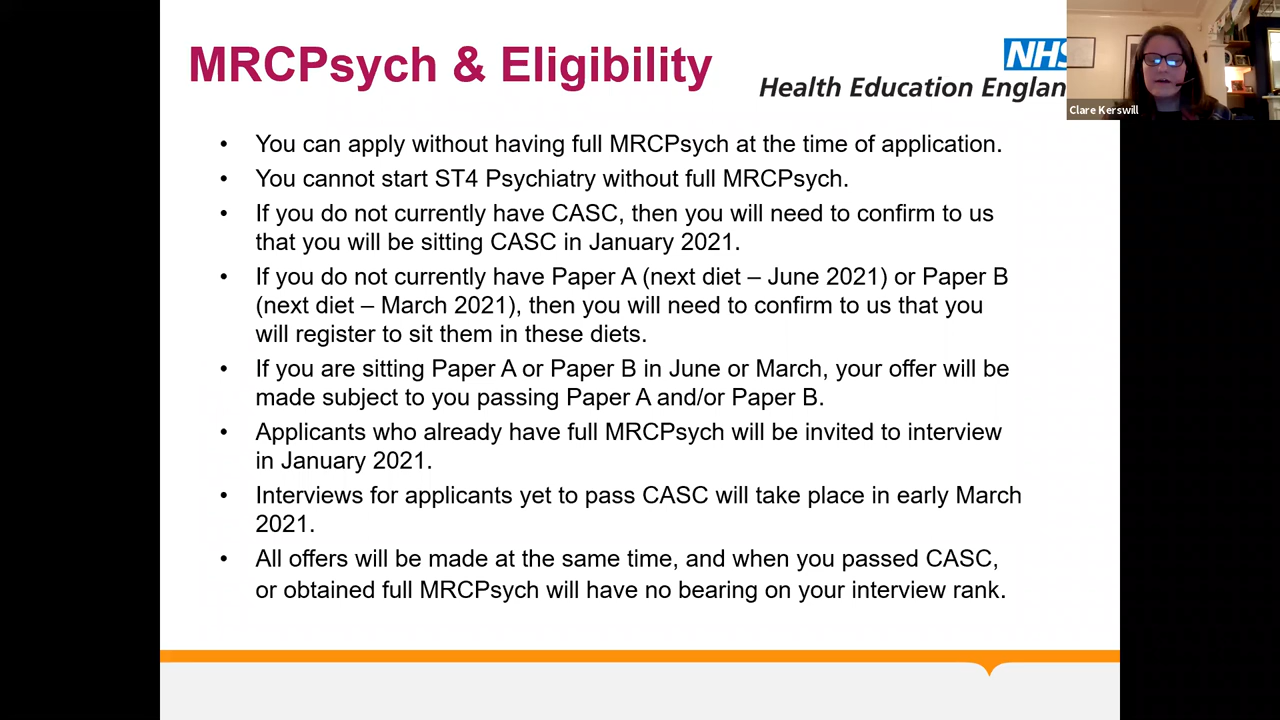 MRCPsych & Eligibility
NHS
Health Education Englan
Clare Kerswill
• You can apply without having full MRCPsych at the time of application.
• You cannot start ST4 Psychiatry without full MRCPsych.
• If you do not currently have CASC, then you will need to confirm to us
that you will be sitting CASC in January 2021.
• If you do not currently have Paper A (next diet – June 2021) or Paper B
(next diet – March 2021), then you will need to confirm to us that you
will register to sit them in these diets.
• If you are sitting Paper A or Paper B in June or March, your offer will be
made subject to you passing Paper A and/or Paper B.
• Applicants who already have full MRCPsych will be invited to interview
in January 2021.
• Interviews for applicants yet to pass CASC will take place in early March
2021.
• All offers will be made at the same time, and when you passed CASC,
or obtained full MRCPsych will have no bearing on your interview rank.